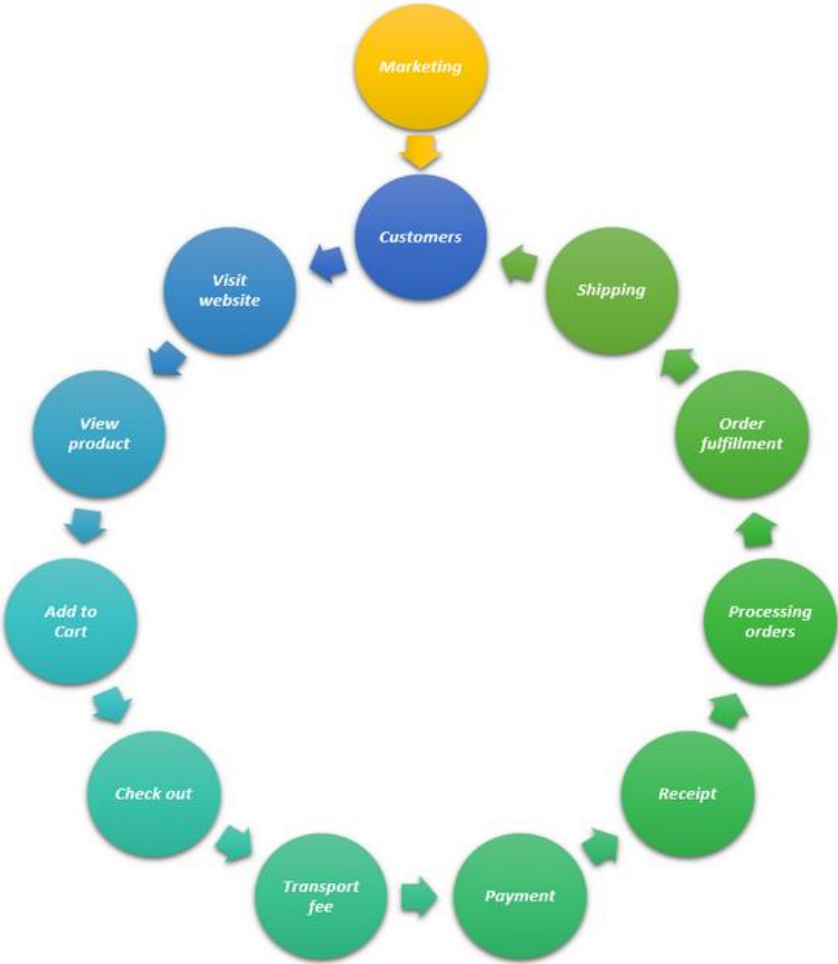 Marketing
Customers
Visit
website
View
product
Add to
Cart
Check out
Transport
fee
Payment
Receipt
Processing
orders
Order
fulfillment
Shipping